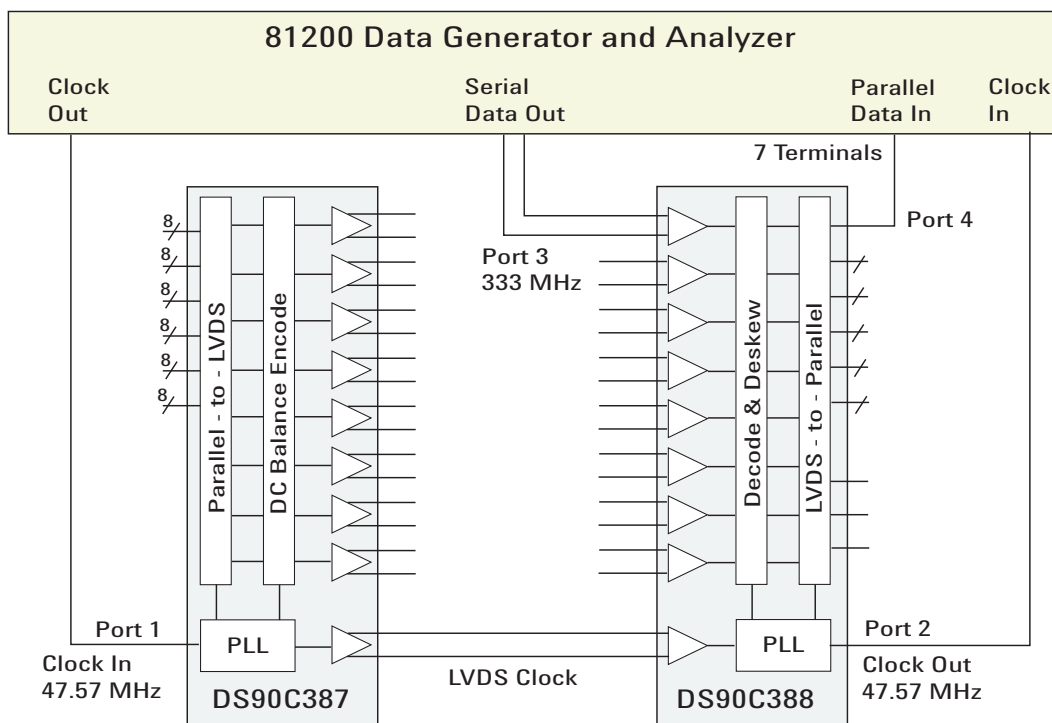 81200 Data Generator and Analyzer
Clock
Out
Serial
Data Out
Parallel
Data In
Clock
In
7 Terminals
8
8
8
8
8
8
Parallel - to - LVDS
DC Balance Encode
Port 3
333 MHz
Decode & Deskew
LVDS - to - Parallel
Port 4
Port 1
Clock In
47.57 MHz
PLL
DS90C387
LVDS Clock
PLL
DS90C388
Port 2
Clock Out
47.57 MHz